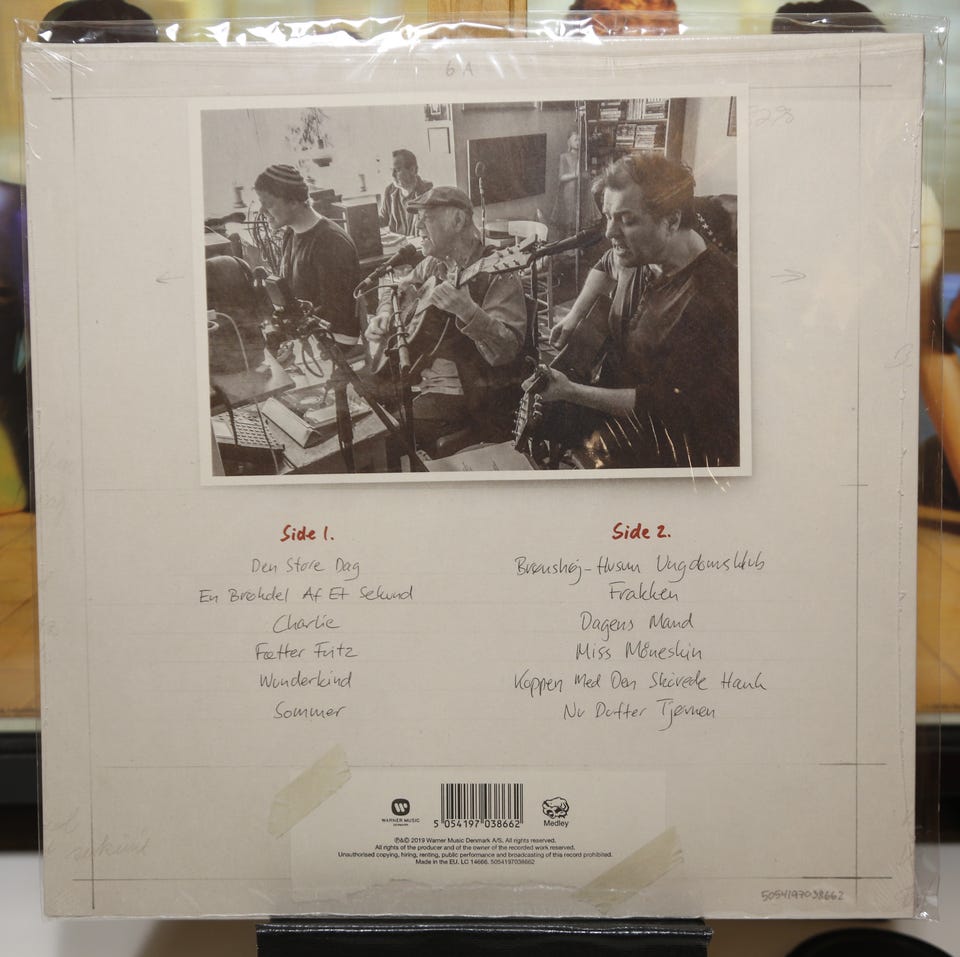 6A
Side 1.
Den Store Dag
En Brøkdel Af Et Sekund
Charlie
Fætter Fritz
Wunderkind
Sommer
Side 2.
Brønshøj-Husum Ungdomsklub
Frakken
Dagens Mand
Miss Måneskin
Koppen Med Den Skårede Hank
Nu Dufter Tjørnen
WARNER MUSIC
5 054197 038662
Medley
℗&© 2019 Warner Music Denmark A/S. All rights reserved.
All rights of the producer and of the owner of the recorded work reserved.
Unauthorised copying, hiring, renting, public performance and broadcasting of this record prohibited.
Made in the EU. LC 14666. 5054197038662
5054197038662